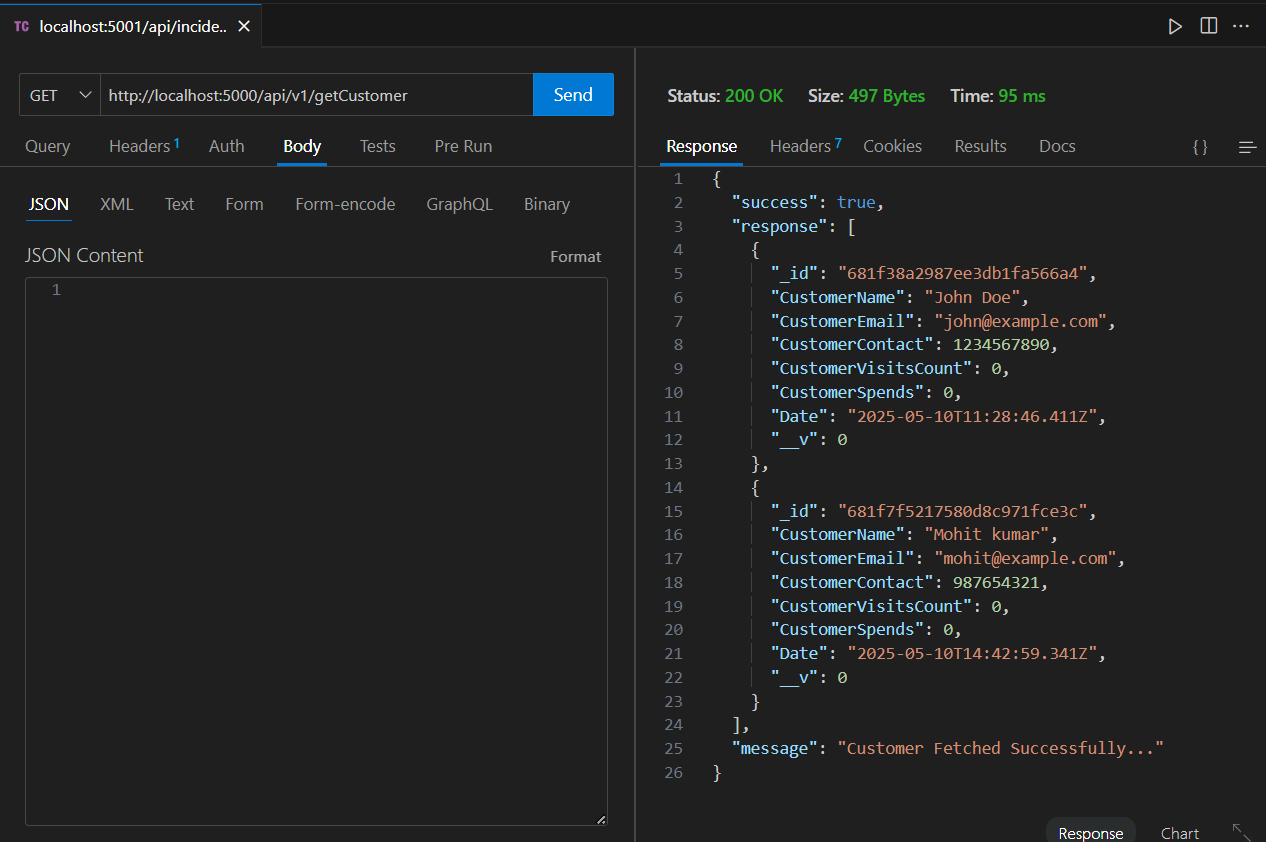 TC localhost:5001/api/incide..
GET http://localhost:5000/api/v1/getCustomer Send
Query Headers 1 Auth Body Tests Pre Run
JSON XML Text Form Form-encode GraphQL Binary
JSON Content Format
1
Status: 200 OK Size: 497 Bytes Time: 95 ms
Response Headers 7 Cookies Results Docs {}
1 {
2 "success": true,
3 "response": [
4 {
5 "_id": "681f38a2987ee3db1fa566a4",
6 "CustomerName": "John Doe",
7 "CustomerEmail": "john@example.com",
8 "CustomerContact": 1234567890,
9 "CustomerVisitsCount": 0,
10 "CustomerSpends": 0,
11 "Date": "2025-05-10T11:28:46.411Z",
12 "__v": 0
13 },
14 {
15 "_id": "681f7f5217580d8c971fce3c",
16 "CustomerName": "Mohit kumar",
17 "CustomerEmail": "mohit@example.com",
18 "CustomerContact": 987654321,
19 "CustomerVisitsCount": 0,
20 "CustomerSpends": 0,
21 "Date": "2025-05-10T14:42:59.341Z",
22 "__v": 0
23 }
24 ],
25 "message": "Customer Fetched Successfully..."
26 }
Response Chart